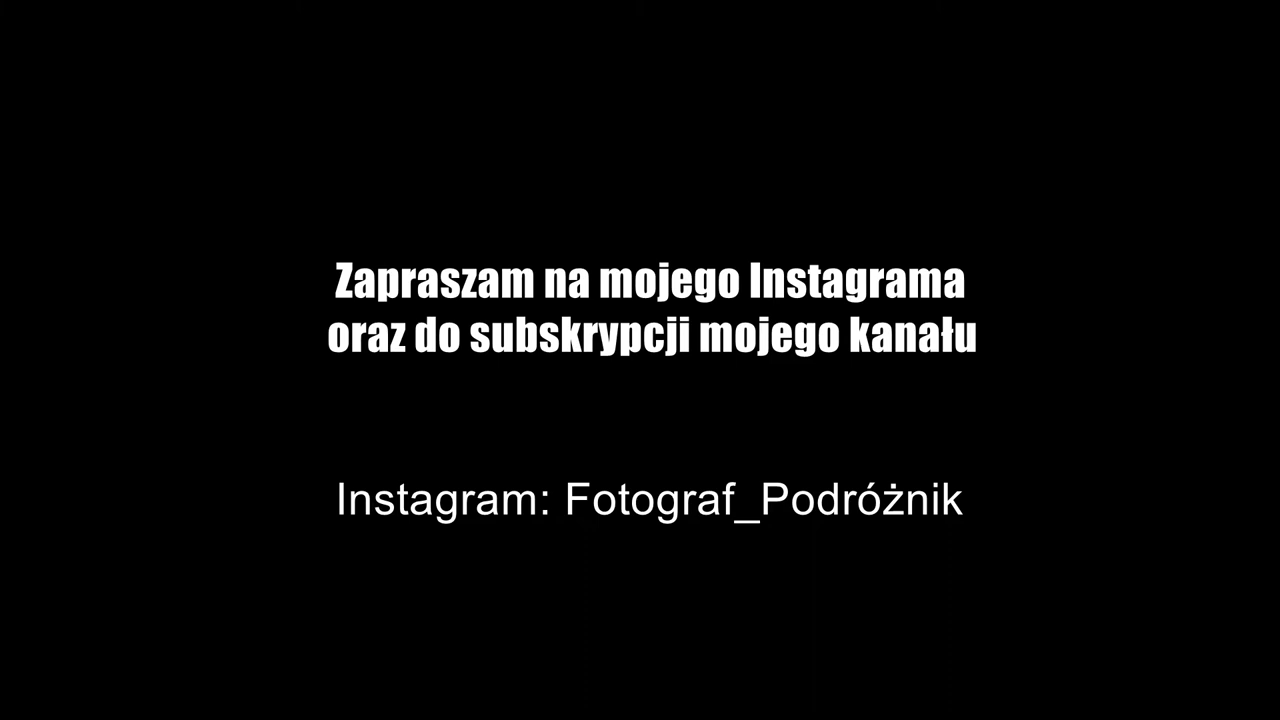 Zapraszam na mojego Instagrama
oraz do subskrypcji mojego kanału
Instagram: Fotograf_Podróżnik